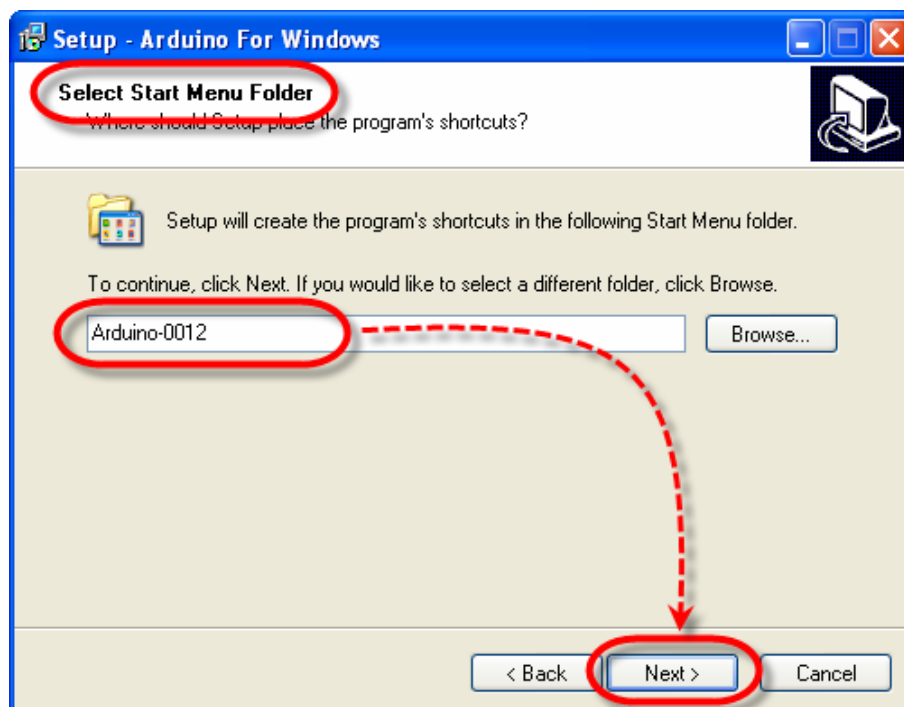 Setup - Arduino For Windows
Select Start Menu Folder
Where should Setup place the program's shortcuts?
Setup will create the program's shortcuts in the following Start Menu folder.
To continue, click Next. If you would like to select a different folder, click Browse.
Arduino-0012
Browse...
< Back
Next >
Cancel